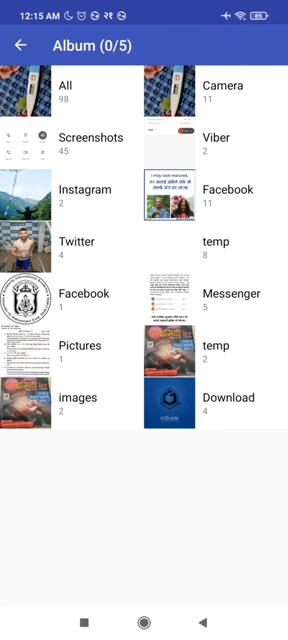 12:15 AM २१ 85
Album (0/5)
All
98
Camera
11
Screenshots
45
Viber
2
Instagram
2
I may look matured,
Facebook
11
Twitter
4
temp
8
Facebook
1
Messenger
5
Pictures
1
temp
2
images
2
InGrails
Download
4